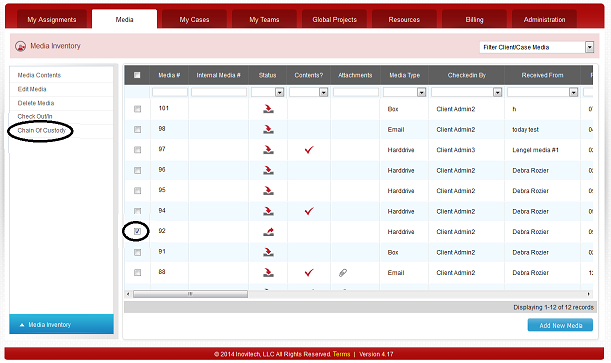 My Assignments Media My Cases My Teams Global Projects Resources Billing Administration
Media Inventory
Filter Client/Case Media
Media Contents
Edit Media
Delete Media
Check Out/In
Chain Of Custody
Media # Internal Media # Status Contents? Attachments Media Type CheckedIn By Received From
101 Box Client Admin2 h
98 Email Client Admin2 today test
97 Harddrive Client Admin3 Lengel media #1
96 Harddrive Client Admin2 Debra Rozier
95 Harddrive Client Admin2 Debra Rozier
94 Harddrive Client Admin2 Debra Rozier
92 Harddrive Client Admin2 Debra Rozier
91 Box Client Admin2 Debra Rozier
88 Email Client Admin2 Debra Rozier
Displaying 1-12 of 12 records
Media Inventory
Add New Media
© 2014 Inovitech, LLC All Rights Reserved. Terms | Version 4.17